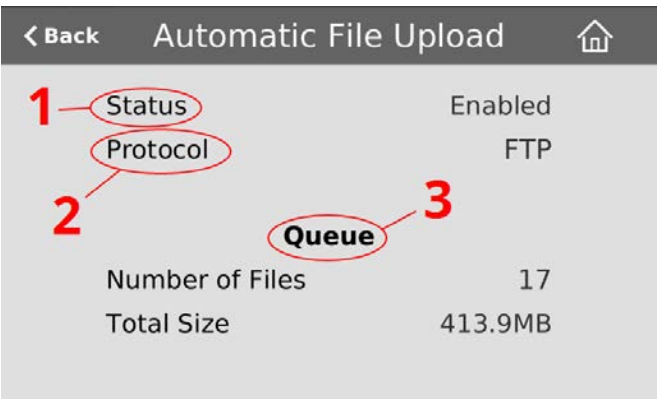 Back Automatic File Upload
1 Status Enabled
Protocol FTP
2 3
Queue
Number of Files 17
Total Size 413.9MB